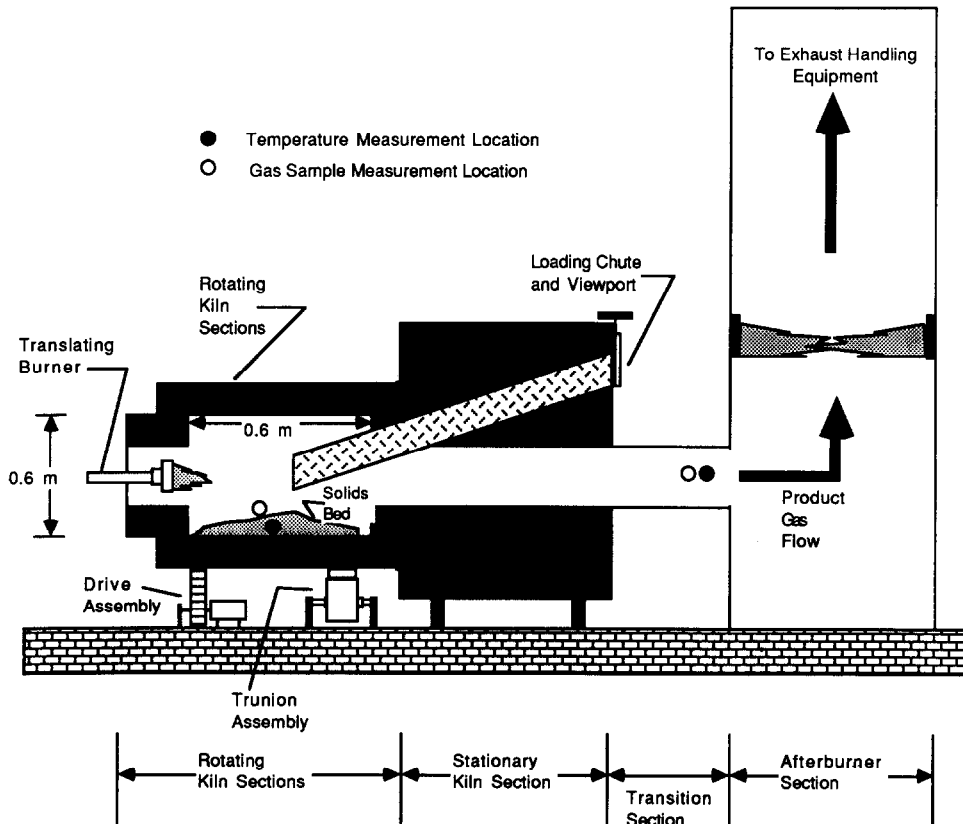 To Exhaust Handling
Equipment
Temperature Measurement Location
Gas Sample Measurement Location
Loading Chute
and Viewport
Rotating
Kiln
Sections
Translating
Burner
0.6 m
0.6 m
Solids
Bed
Product
Gas
Flow
Drive
Assembly
Trunion
Assembly
Rotating
Kiln Sections
Stationary
Kiln Section
Transition
Section
Afterburner
Section